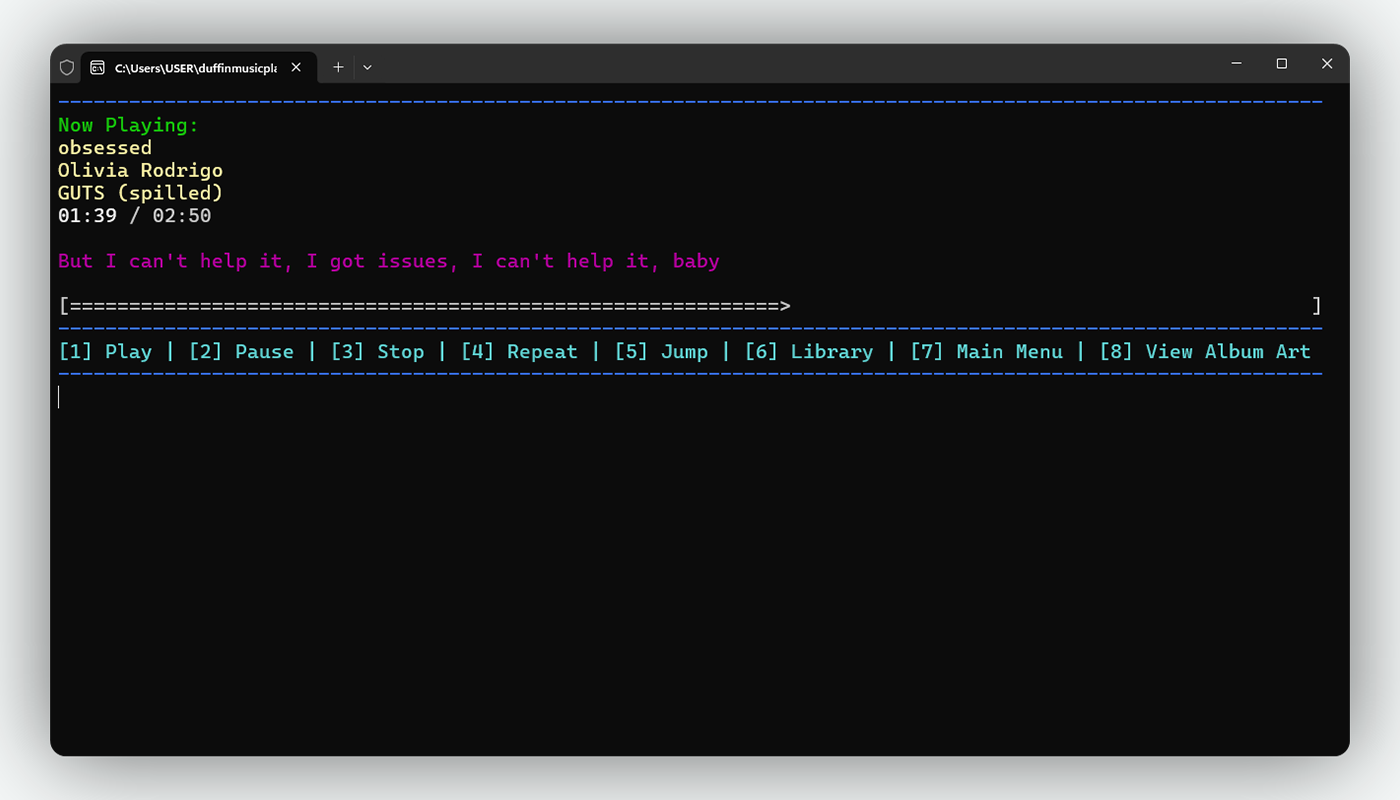 C:\Users\USER\duffinmusicpla
Now Playing:
obsessed
Olivia Rodrigo
GUTS (spilled)
01:39 / 02:50
But I can't help it, I got issues, I can't help it, baby
[============================================================> ]
[1] Play | [2] Pause | [3] Stop | [4] Repeat | [5] Jump | [6] Library | [7] Main Menu | [8] View Album Art